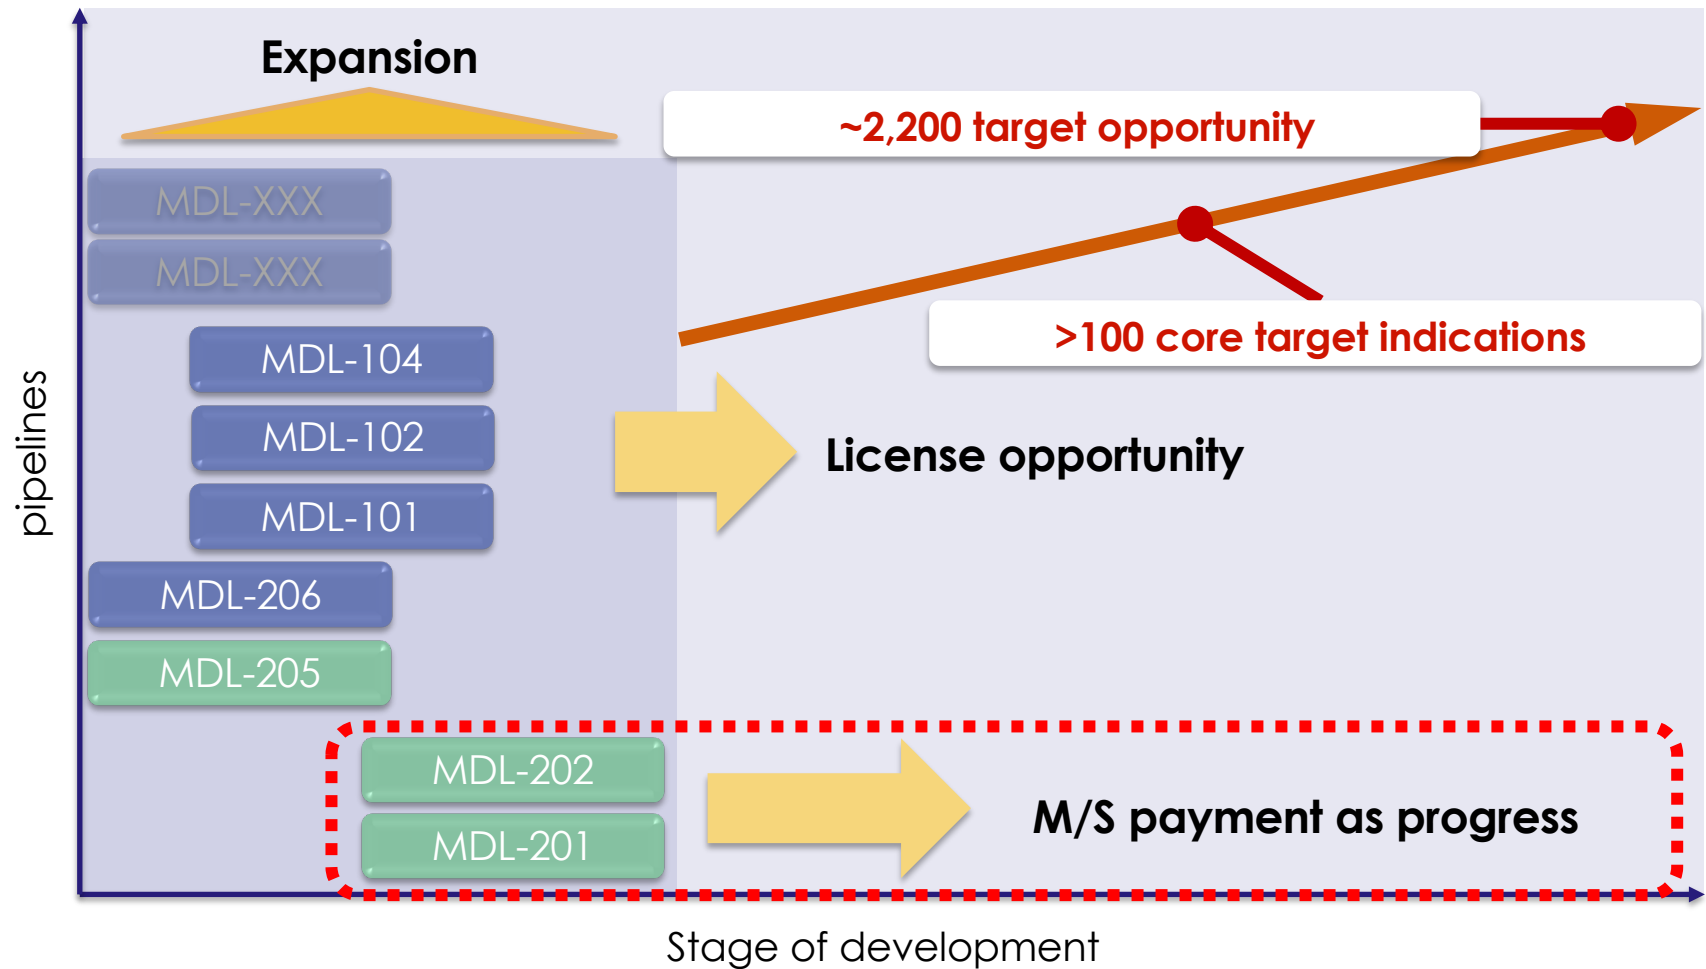 Expansion
~2,200 target opportunity
MDL-XXX
MDL-XXX
>100 core target indications
MDL-104
MDL-102
License opportunity
MDL-101
MDL-206
MDL-205
MDL-202
M/S payment as progress
MDL-201
pipelines
Stage of development